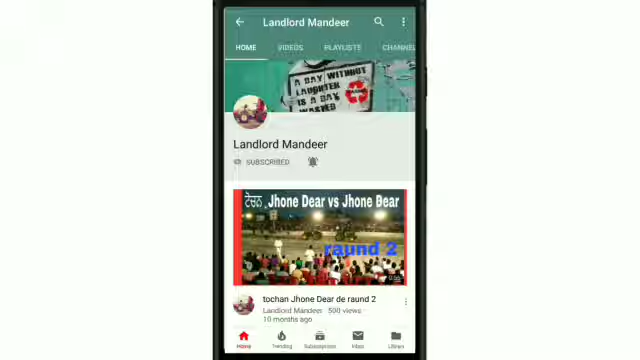 Landlord Mandeer
HOME VIDEOS PLAYLISTS CHANNEL
A DAY WITHOUT
LAUGHTER
IS A DAY
WASTED
Landlord Mandeer
SUBSCRIBED
ਟੋਚਨ Jhone Dear vs Jhone Dear
raund 2
tochan Jhone Dear de raund 2
Landlord Mandeer 500 views
10 months ago
Home Trending Subscriptions Inbox Library